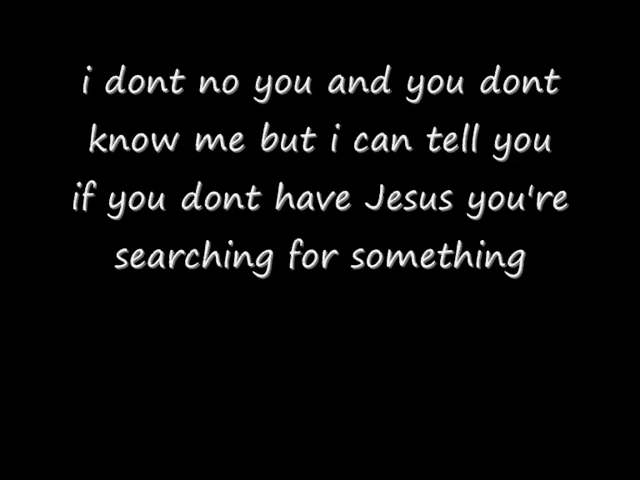 i dont no you and you dont
know me but i can tell you
if you dont have Jesus you're
searching for something